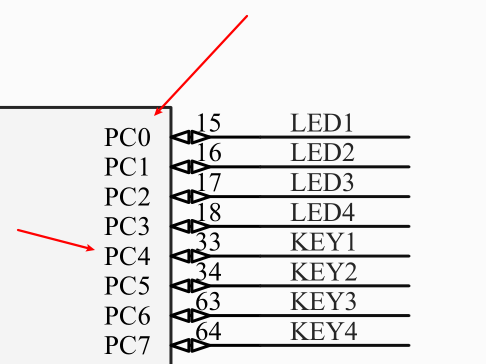 PC0 15 LED1
PC1 16 LED2
PC2 17 LED3
PC3 18 LED4
PC4 33 KEY1
PC5 34 KEY2
PC6 63 KEY3
PC7 64 KEY4